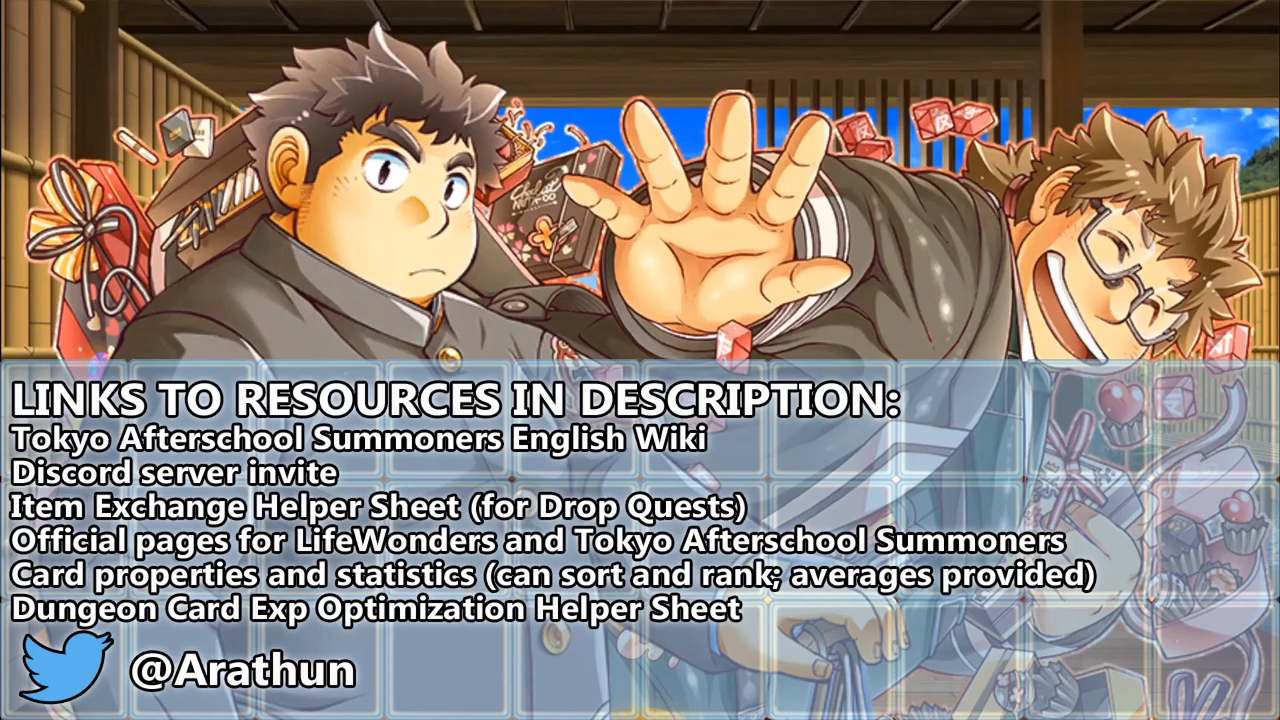 LINKS TO RESOURCES IN DESCRIPTION:
Tokyo Afterschool Summoners English Wiki
Discord server invite
Item Exchange Helper Sheet (for Drop Quests)
Official pages for LifeWonders and Tokyo Afterschool Summoners
Card properties and statistics (can sort and rank; averages provided)
Dungeon Card Exp Optimization Helper Sheet
@Arathun